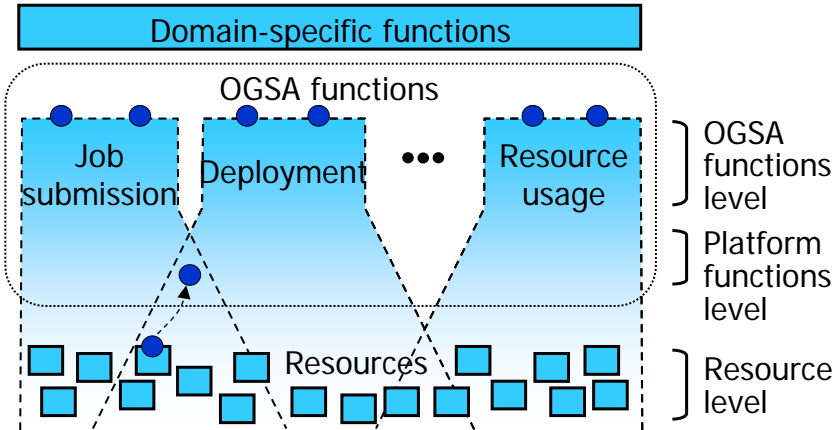 Domain-specific functions
OGSA functions
Job
submission
Deployment
•••
Resource
usage
OGSA
functions
level
Platform
functions
level
Resources
Resource
level